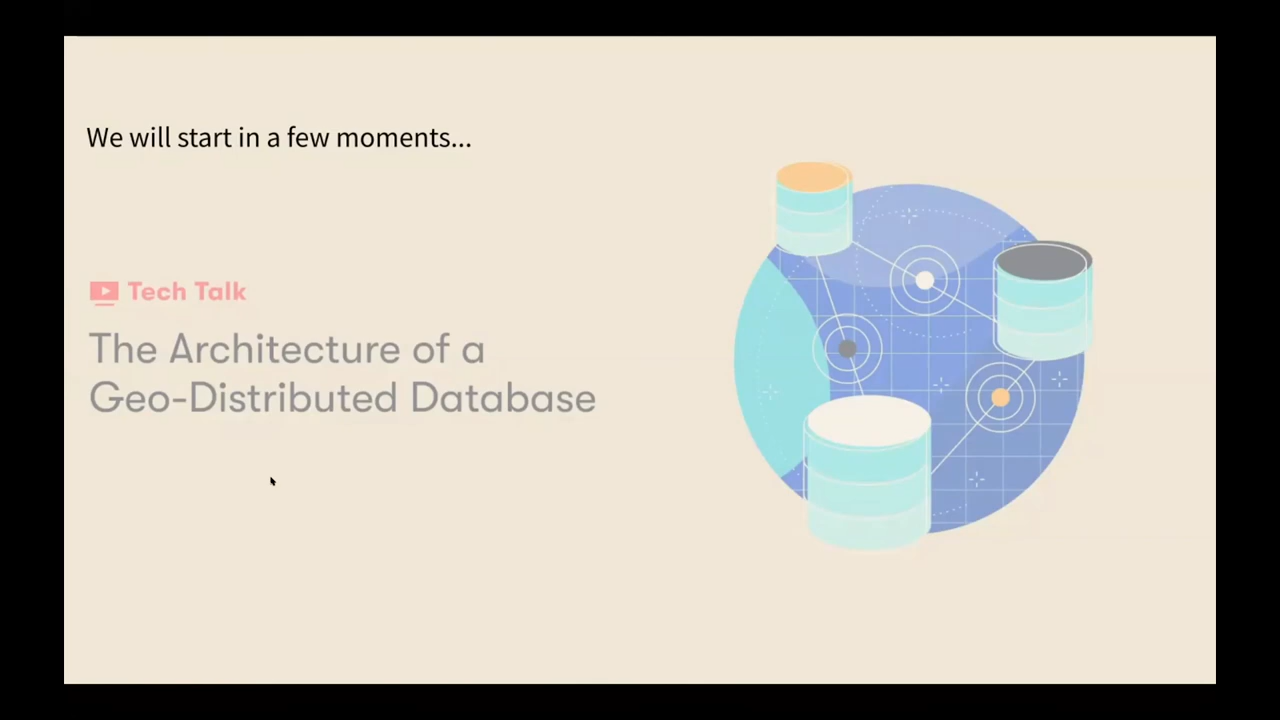 We will start in a few moments...
Tech Talk
The Architecture of a
Geo-Distributed Database